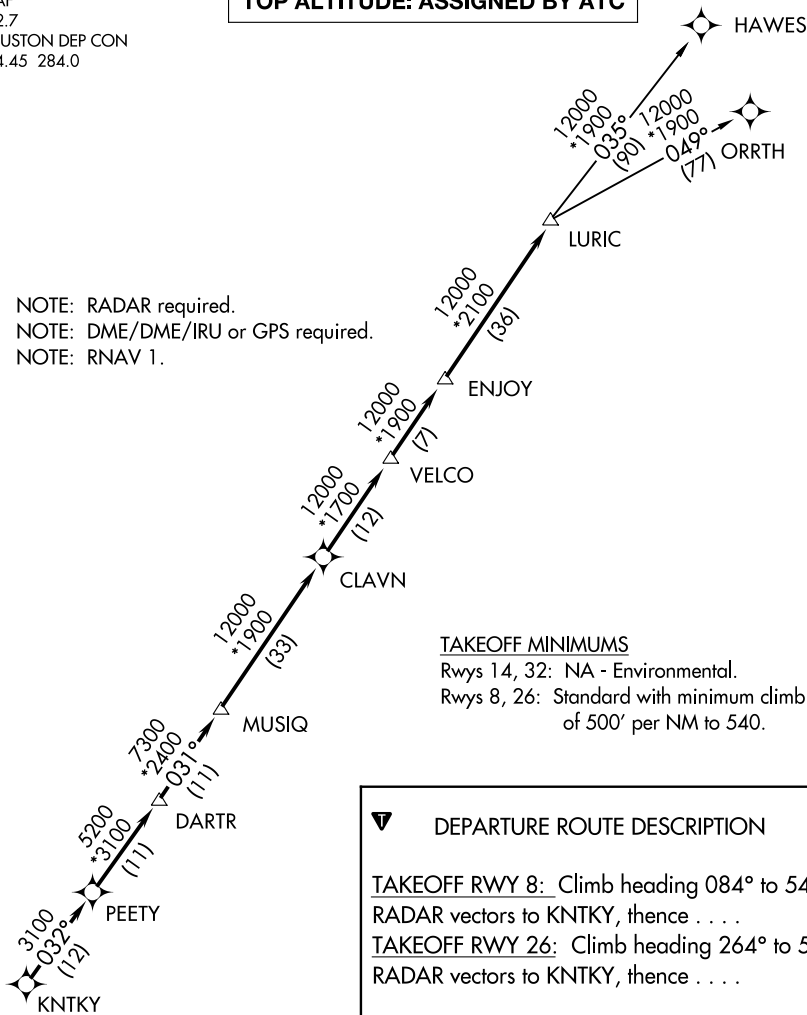 2.7
USTON DEP CON
4.45 284.0
TOP ALTITUDE: ASSIGNED BY ATC
HAWES
12000
*1900
035°
(90)
12000
*1900
049°
(77)
ORRTH
LURIC
12000
*2100
(36)
NOTE: RADAR required.
NOTE: DME/DME/IRU or GPS required.
NOTE: RNAV 1.
ENJOY
12000
*1900
(7)
VELCO
12000
*1700
(12)
CLAVN
12000
*1900
(33)
TAKEOFF MINIMUMS
Rwys 14, 32: NA - Environmental.
Rwys 8, 26: Standard with minimum climb
of 500' per NM to 540.
MUSIQ
7300
*2400
031°
(11)
DARTR
5200
*3100
(11)
PEETY
3100
032°
(12)
KNTKY
T
DEPARTURE ROUTE DESCRIPTION
TAKEOFF RWY 8: Climb heading 084° to 54
RADAR vectors to KNTKY, thence . . . .
TAKEOFF RWY 26: Climb heading 264° to 5
RADAR vectors to KNTKY, thence . . . .